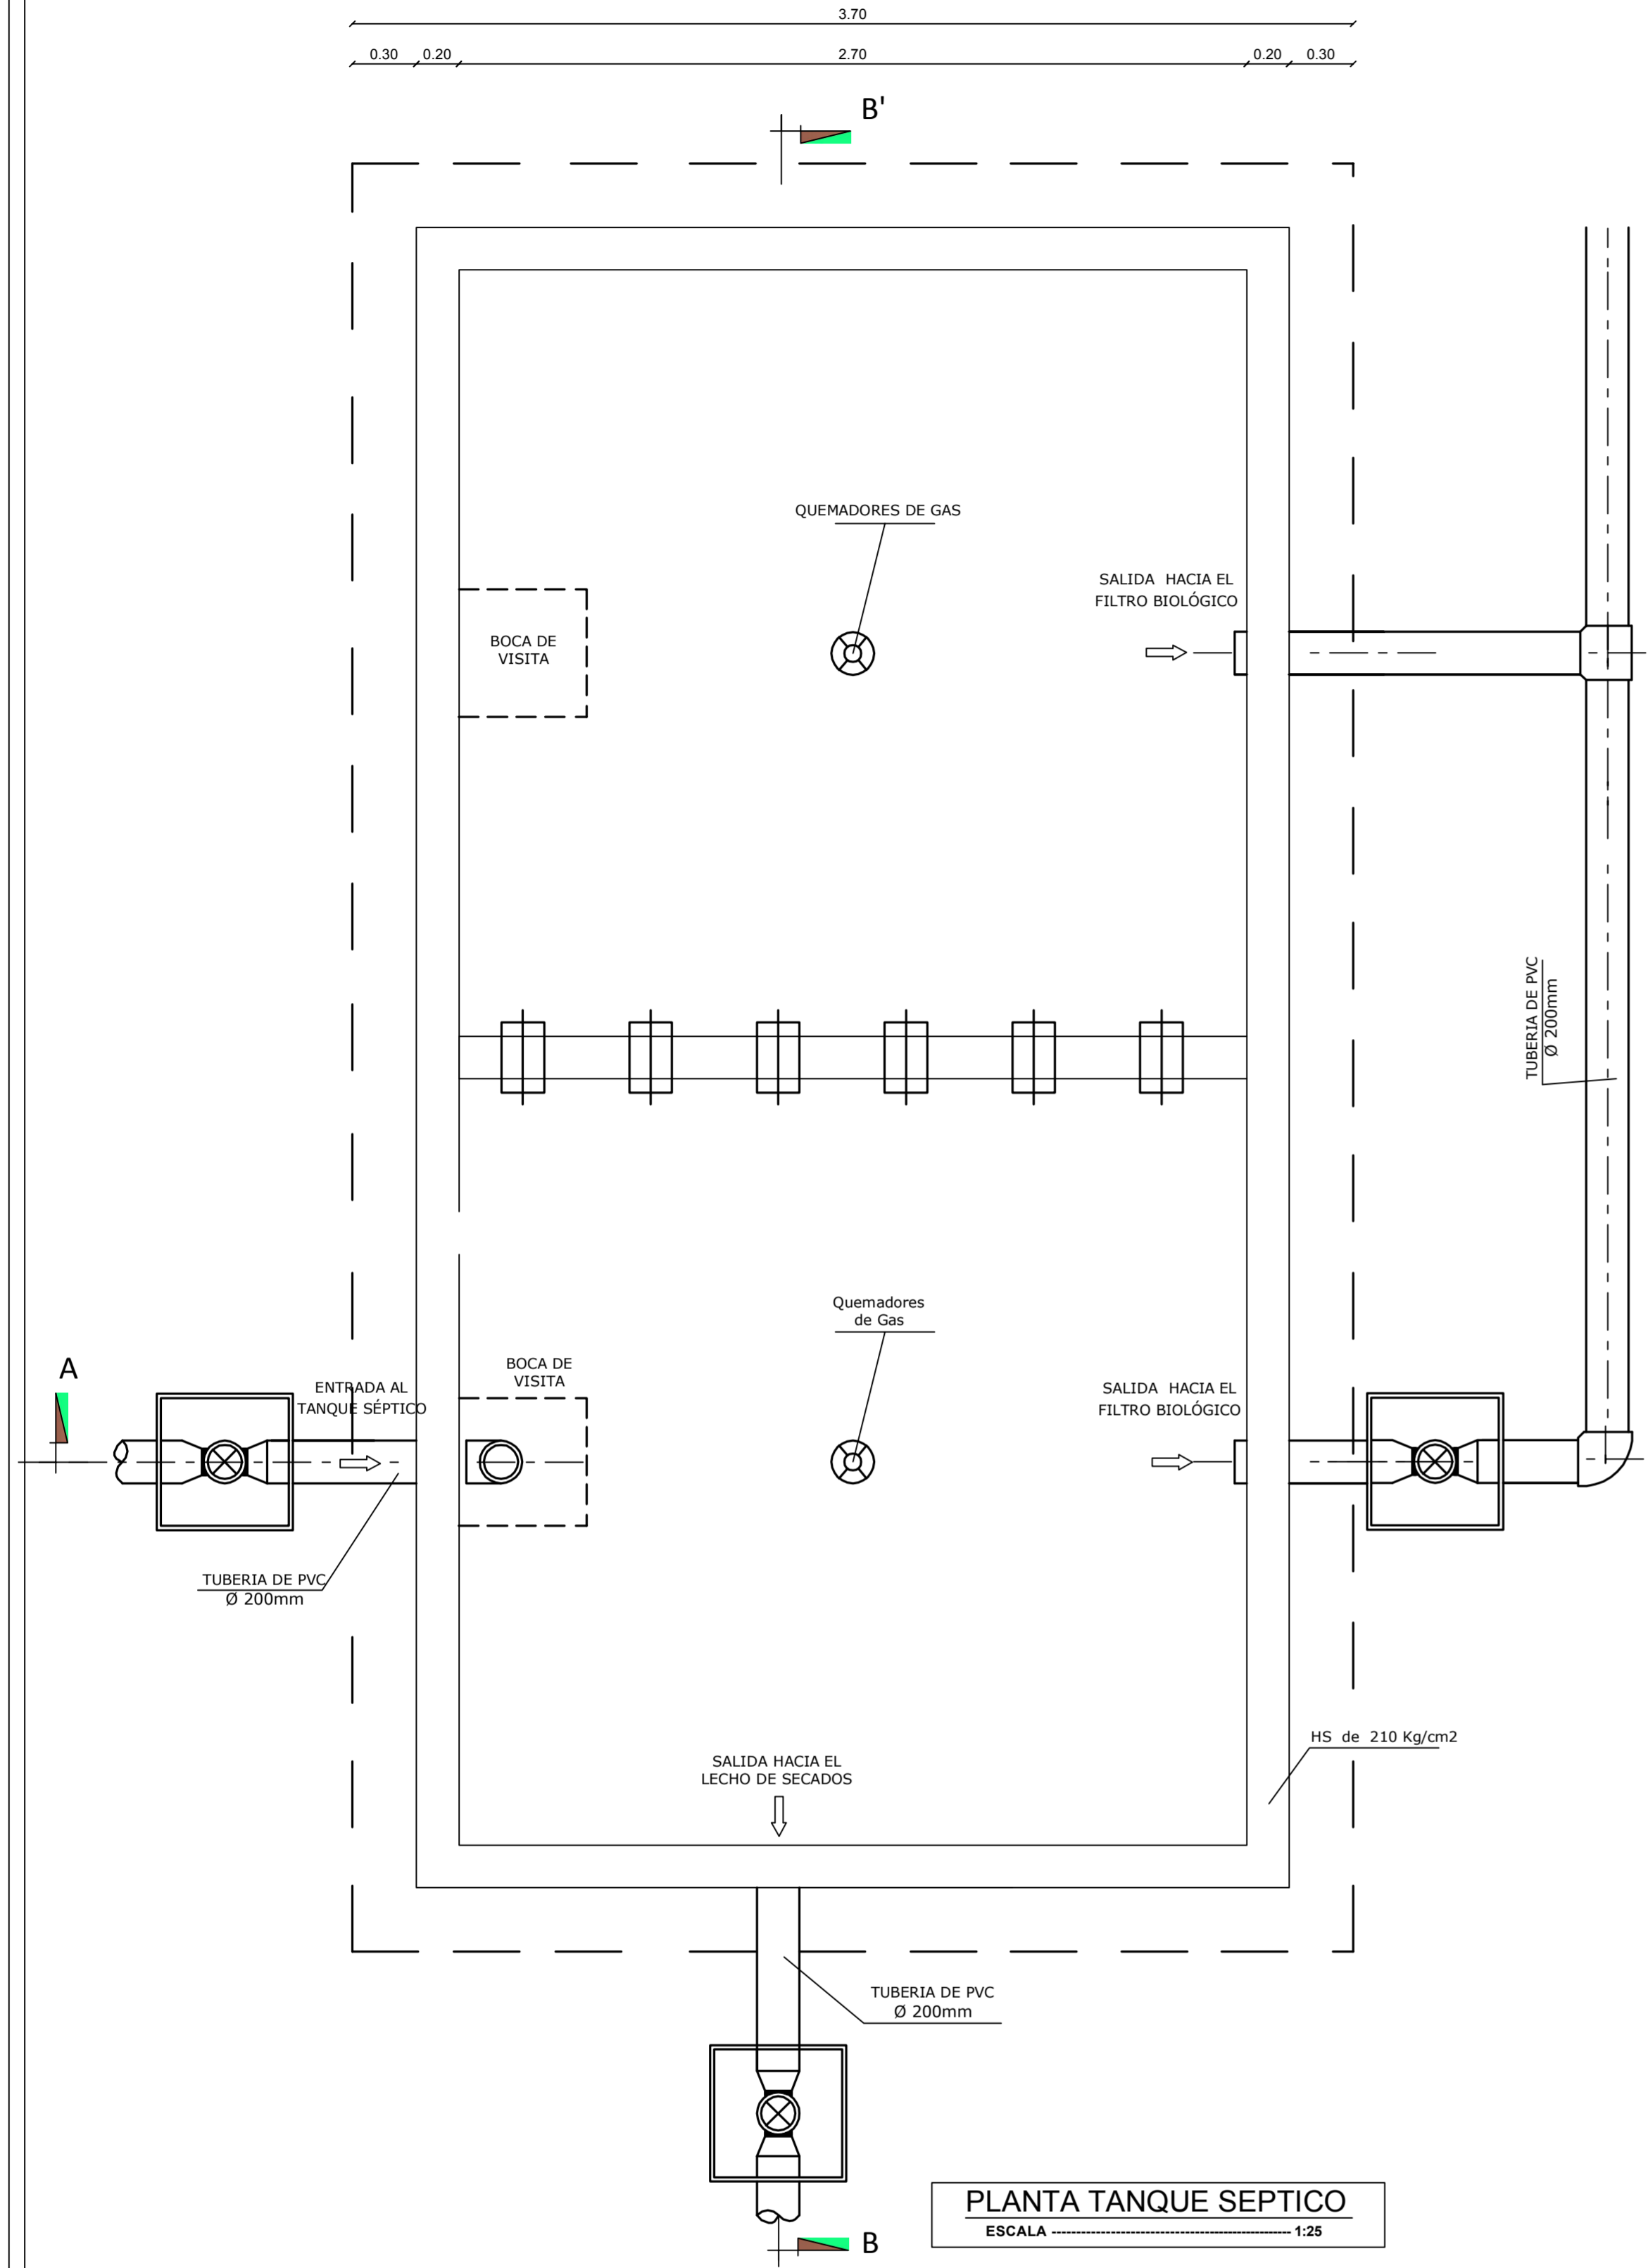 3.70
0.30 0.20 2.70 0.20 0.30
B'
QUEMADORES DE GAS
SALIDA HACIA EL
FILTRO BIOLÓGICO
BOCA DE
VISITA
TUBERIA DE PVC
Ø 200mm
Quemadores
de Gas
A
BOCA DE
VISITA
ENTRADA AL
TANQUE SÉPTICO
SALIDA HACIA EL
FILTRO BIOLÓGICO
TUBERIA DE PVC
Ø 200mm
HS de 210 Kg/cm2
SALIDA HACIA EL
LECHO DE SECADOS
TUBERIA DE PVC
Ø 200mm
PLANTA TANQUE SEPTICO
ESCALA ------------------------------------------------ 1:25
B